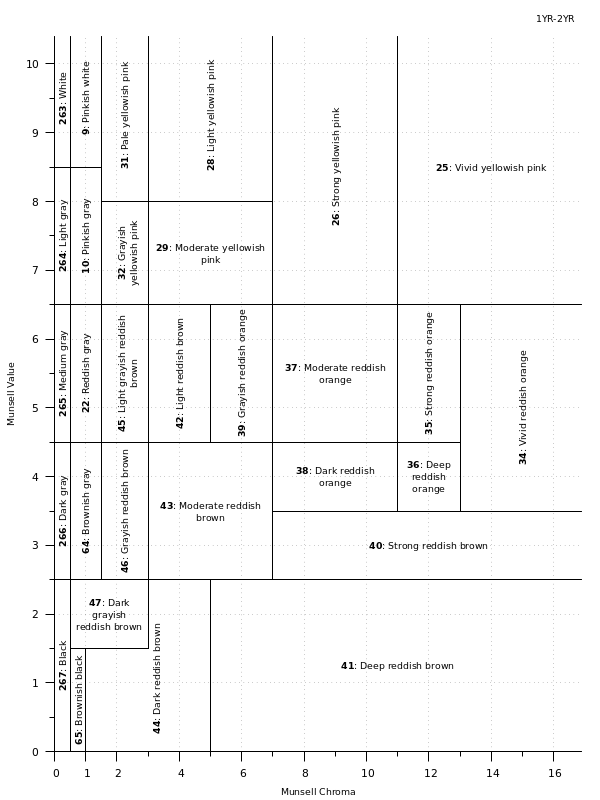 1YR-2YR
Munsell Value
10
9
8
7
6
5
4
3
2
1
0
263: White
9: Pinkish white
31: Pale yellowish pink
28: Light yellowish pink
26: Strong yellowish pink
25: Vivid yellowish pink
264: Light gray
10: Pinkish gray
32: Grayish
yellowish pink
29: Moderate yellowish
pink
265: Medium gray
22: Reddish gray
45: Light grayish reddish
brown
42: Light reddish brown
39: Grayish reddish orange
37: Moderate reddish
orange
35: Strong reddish orange
34: Vivid reddish orange
266: Dark gray
64: Brownish gray
46: Grayish reddish brown
43: Moderate reddish
brown
38: Dark reddish
orange
36: Deep
reddish
orange
40: Strong reddish brown
267: Black
47: Dark
grayish
reddish brown
65: Brownish black
44: Dark reddish brown
41: Deep reddish brown
0 1 2 4 6 8 10 12 14 16
Munsell Chroma